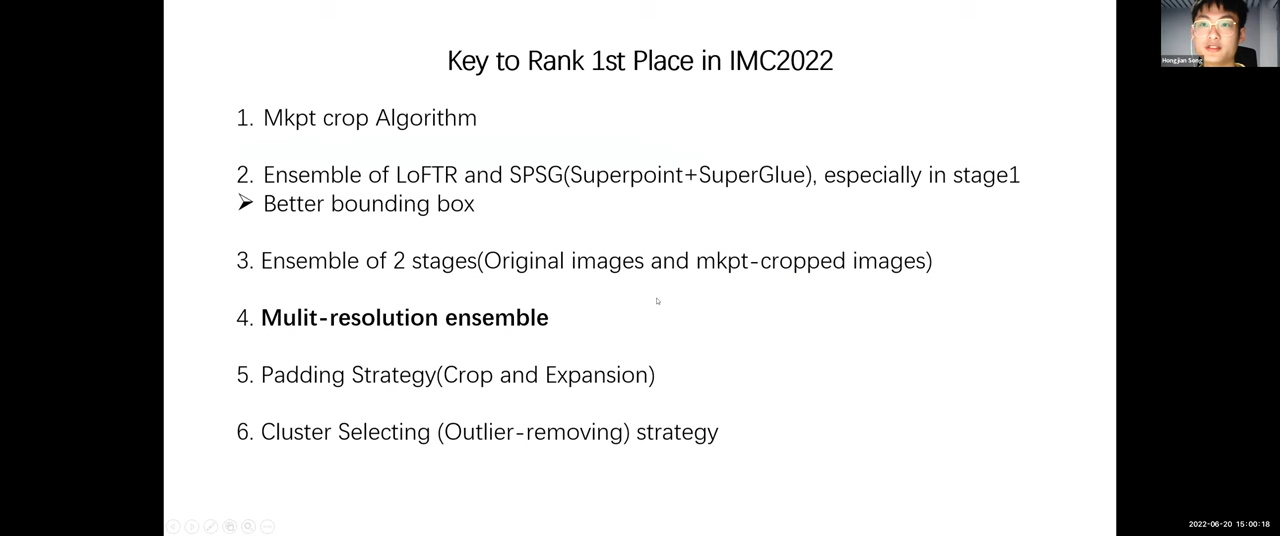 Key to Rank 1st Place in IMC2022
1. Mkpt crop Algorithm
2. Ensemble of LoFTR and SPSG(Superpoint+SuperGlue), especially in stage1
➢ Better bounding box
3. Ensemble of 2 stages(Original images and mkpt-cropped images)
4. Mulit-resolution ensemble
5. Padding Strategy(Crop and Expansion)
6. Cluster Selecting (Outlier-removing) strategy
Hongjian Song
2022-06-20 15:00:18